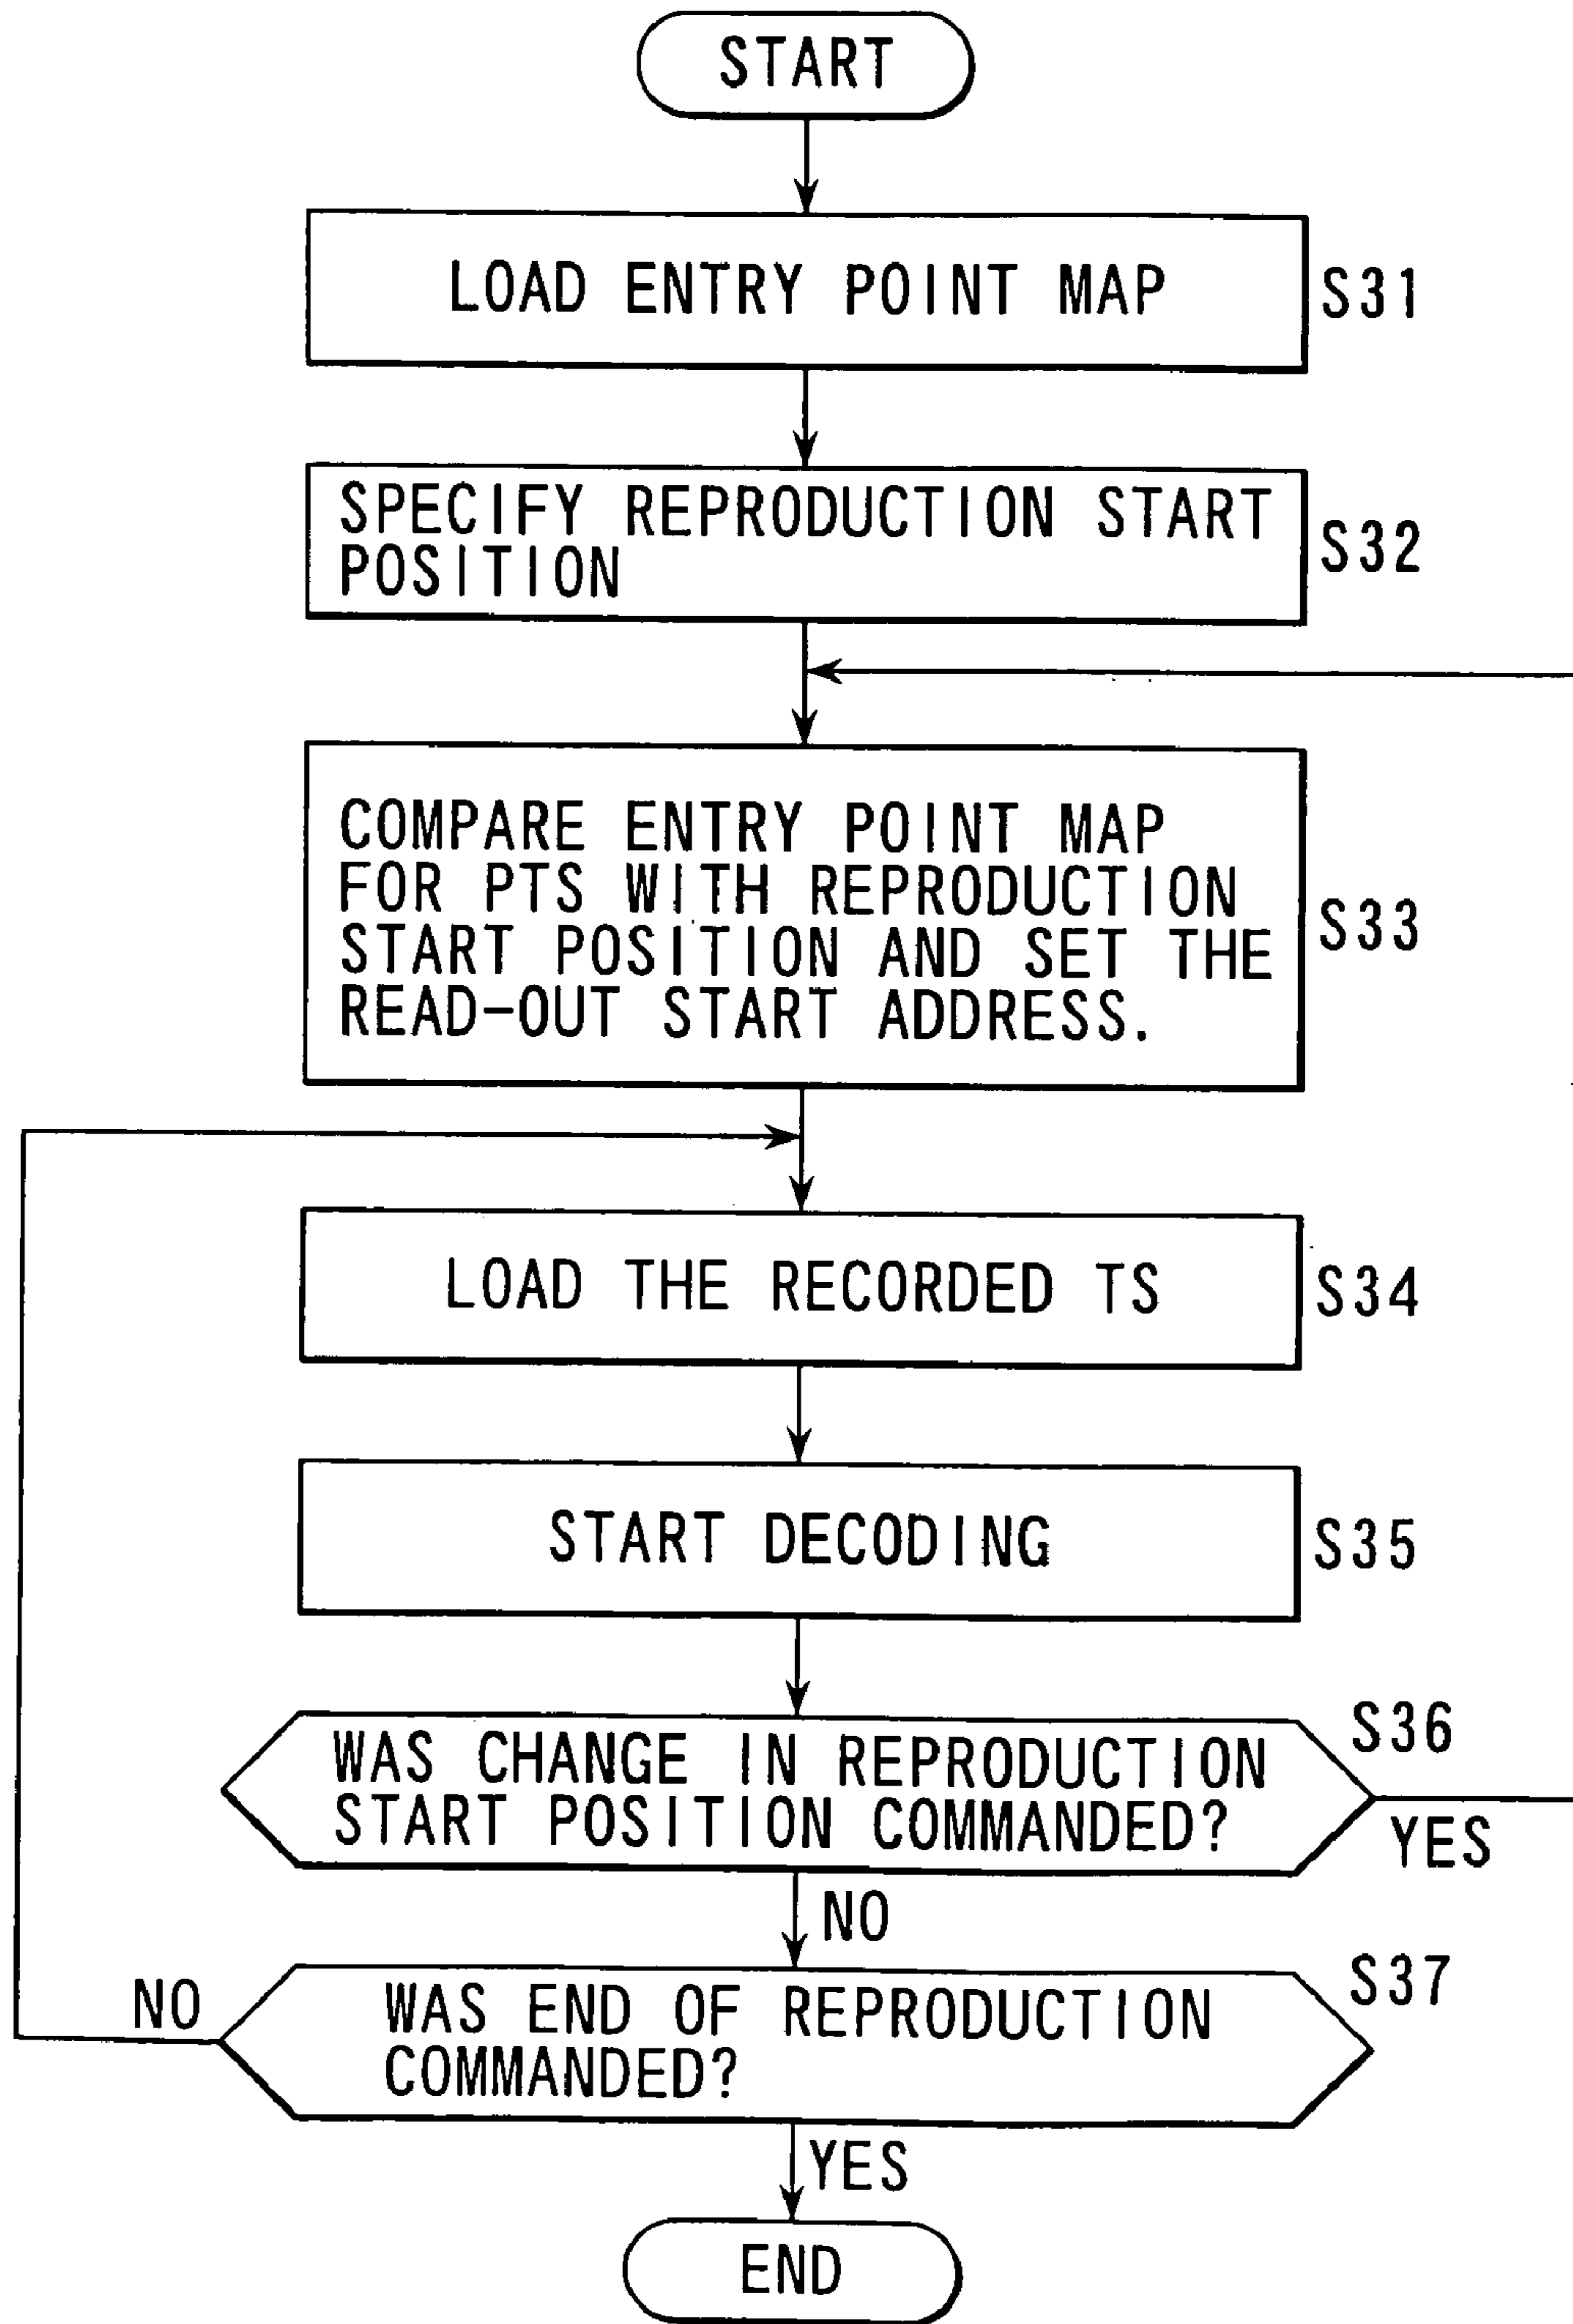 START
LOAD ENTRY POINT MAP
S31
SPECIFY REPRODUCTION START
POSITION
S32
COMPARE ENTRY POINT MAP
FOR PTS WITH REPRODUCTION
START POSITION AND SET THE
READ-OUT START ADDRESS.
S33
LOAD THE RECORDED TS
S34
START DECODING
S35
S36
WAS CHANGE IN REPRODUCTION
START POSITION COMMANDED?
YES
NO
S37
NO
WAS END OF REPRODUCTION
COMMANDED?
YES
END